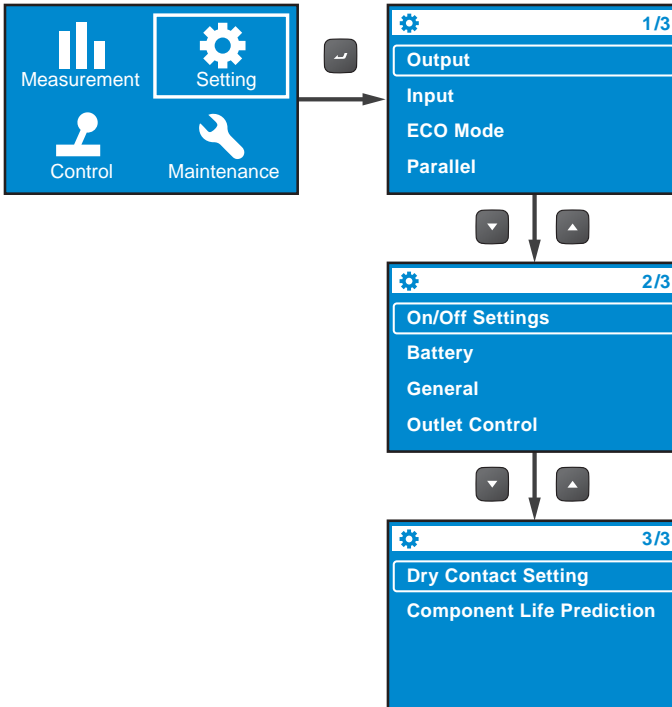 Measurement
Setting
Control
Maintenance
1/3
Output
Input
ECO Mode
Parallel
2/3
On/Off Settings
Battery
General
Outlet Control
3/3
Dry Contact Setting
Component Life Prediction